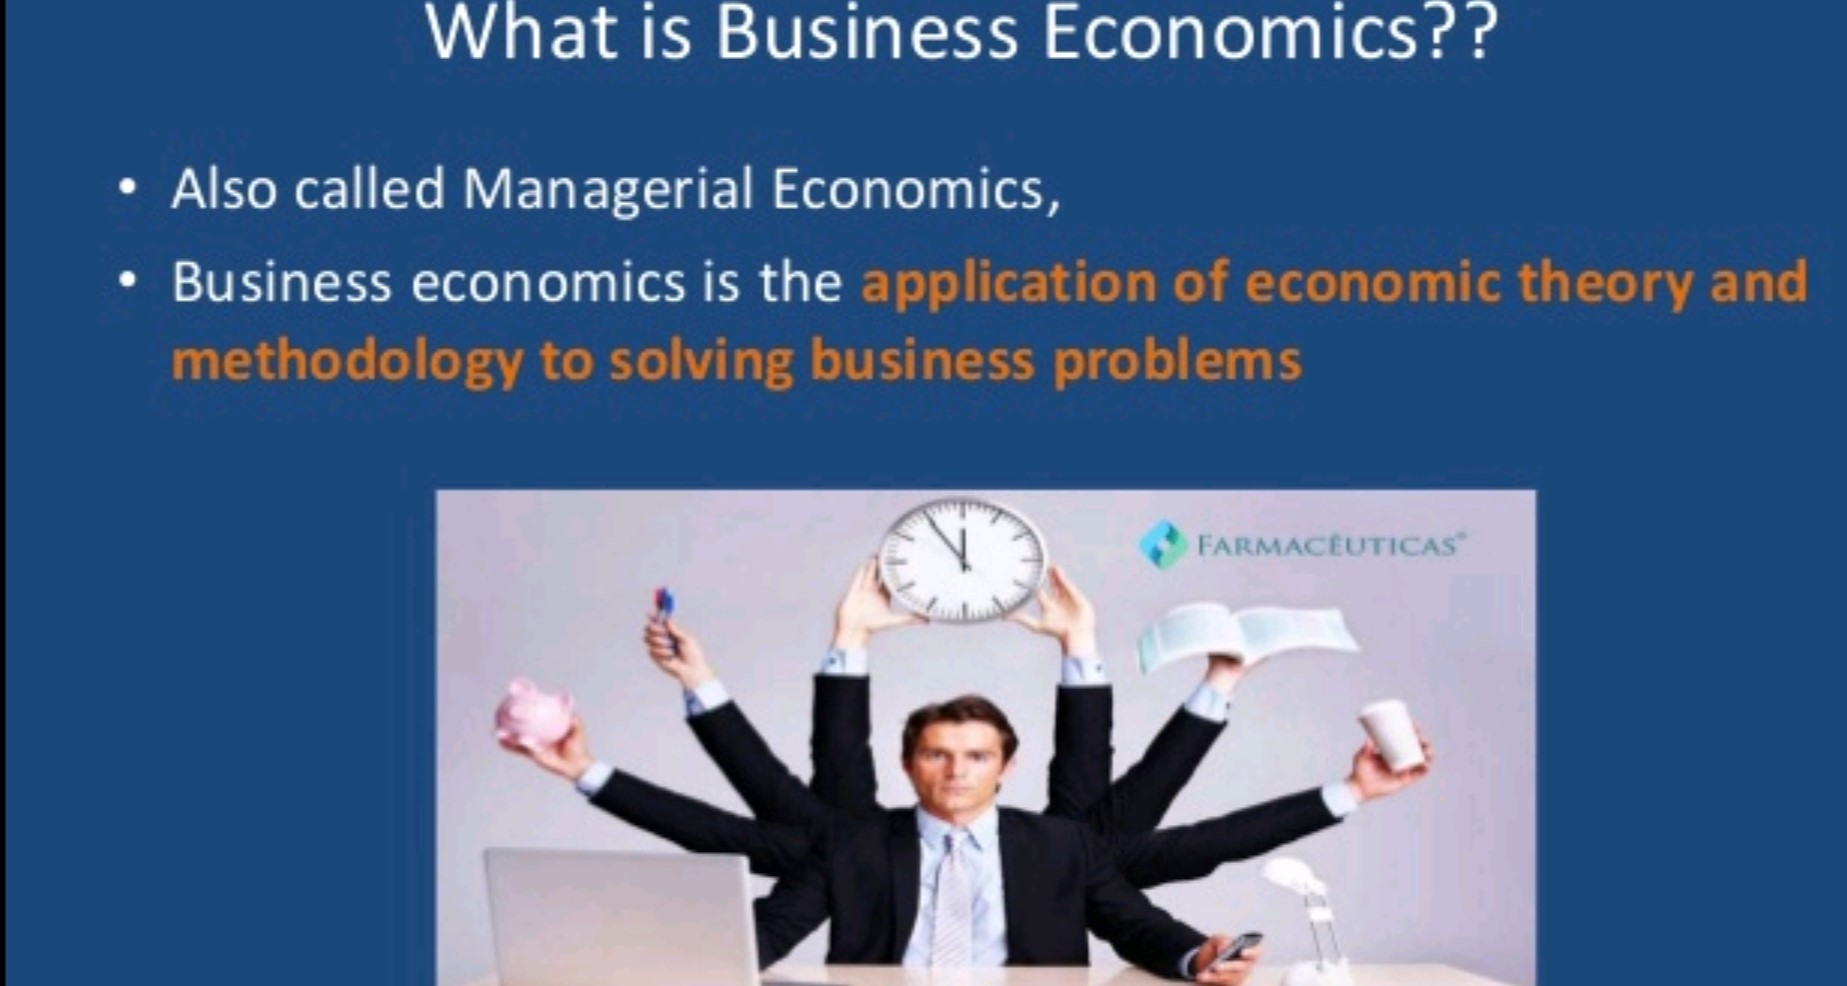 What is Business Economics??
• Also called Managerial Economics,
• Business economics is the application of economic theory and
methodology to solving business problems
FARMACÊUTICAS®